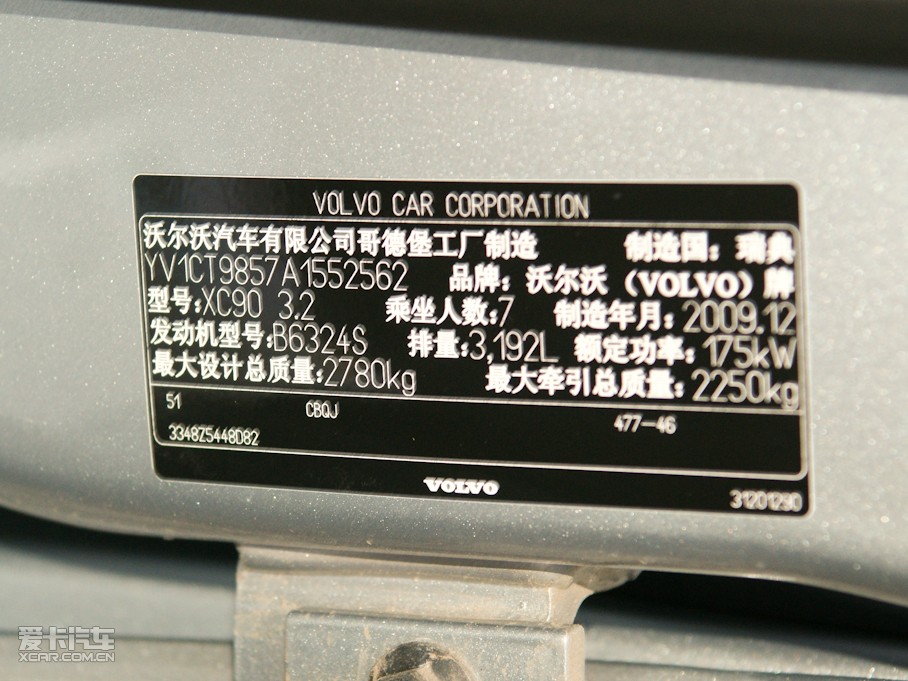 VOLVO CAR CORPORATION
沃尔沃汽车有限公司哥德堡工厂制造 制造国：瑞典
YV1CT9857A1552562 品牌：沃尔沃（VOLVO）牌
型号：XC90 3.2 乘坐人数：7 制造年月：2009.12
发动机型号：B6324S 排量：3,192L 额定功率：175kW
最大设计总质量：2780kg 最大牵引总质量：2250kg
51 CBQJ 477-46
3348Z5448D82
VOLVO
31201290
爱卡汽车
XCAR.COM.CN